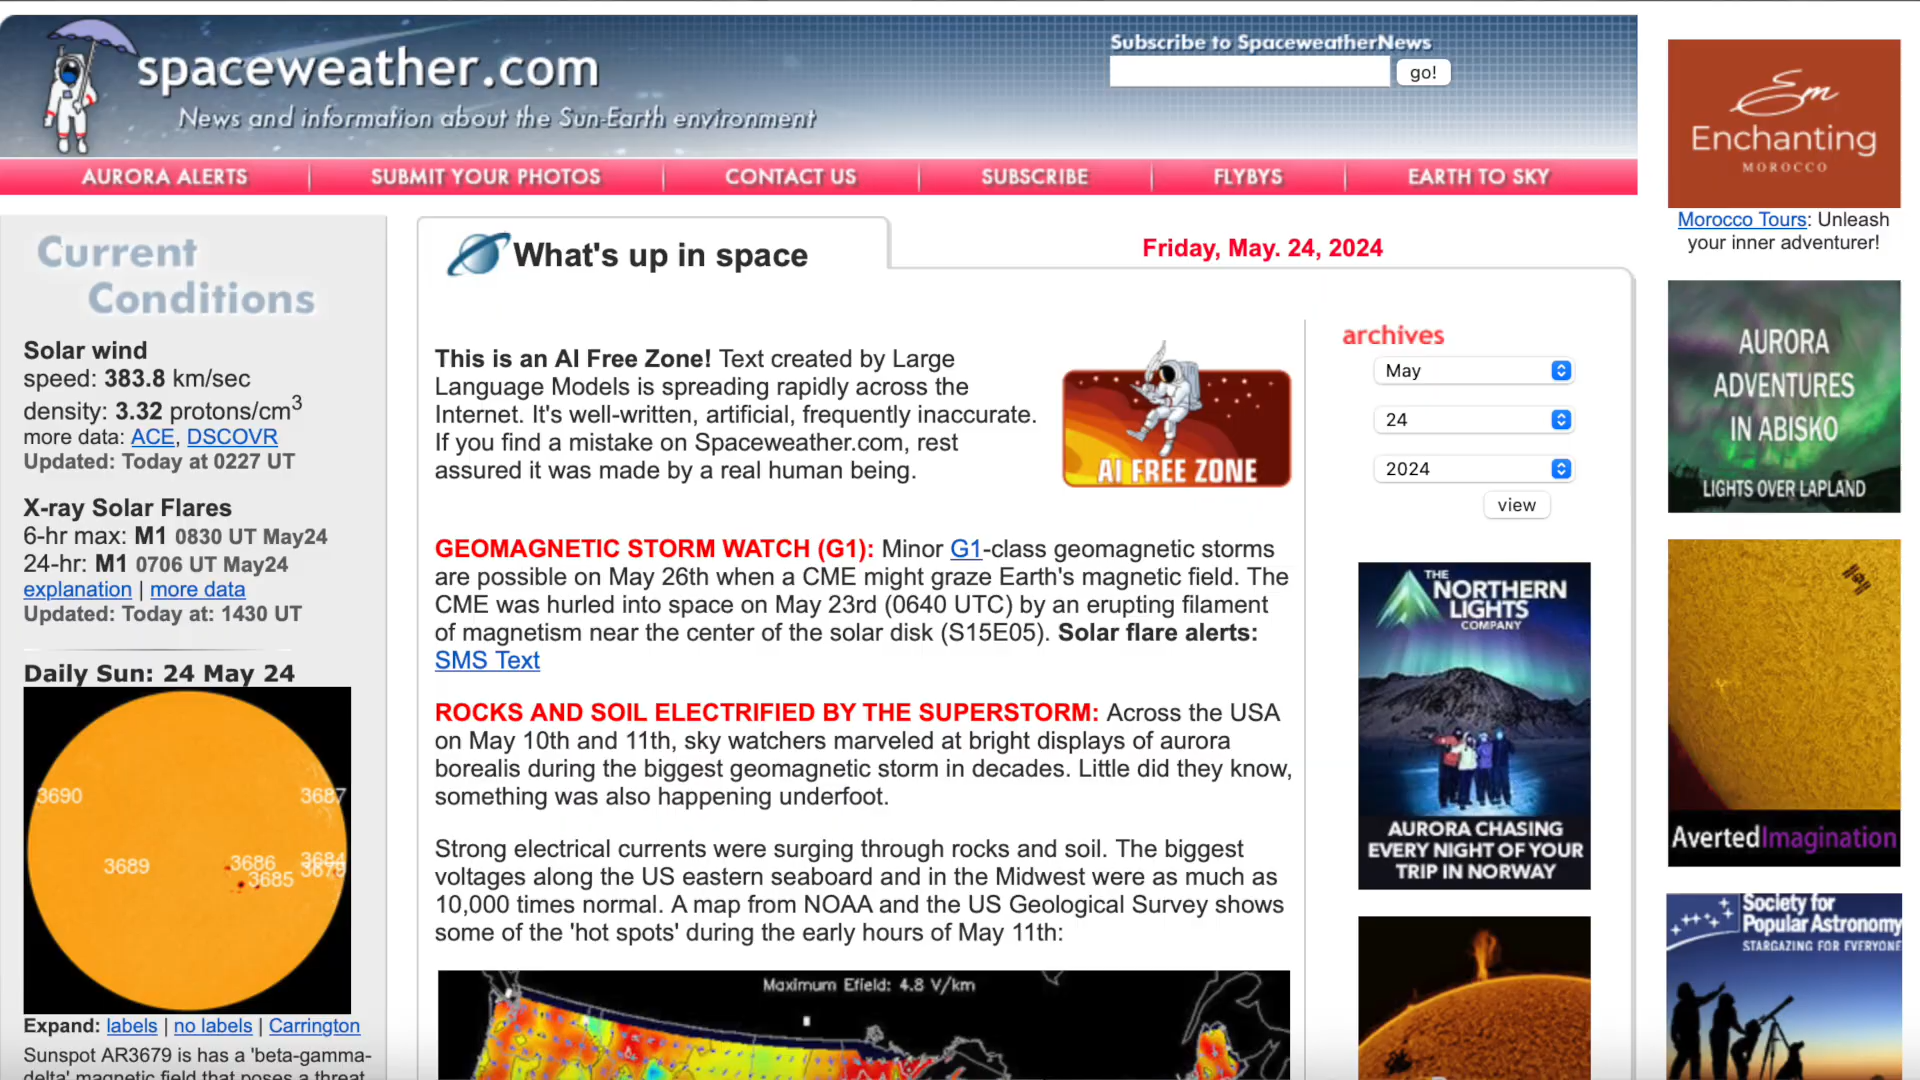 spaceweather.com
News and information about the Sun-Earth environment
Subscribe to SpaceweatherNews
go!
AURORA ALERTS
SUBMIT YOUR PHOTOS
CONTACT US
SUBSCRIBE
FLYBYS
EARTH TO SKY
Current
Conditions
Solar wind
speed: 383.8 km/sec
density: 3.32 protons/cm3
more data: ACE, DSCOVR
Updated: Today at 0227 UT
X-ray Solar Flares
6-hr max: M1 0830 UT May24
24-hr: M1 0706 UT May24
explanation | more data
Updated: Today at: 1430 UT
Daily Sun: 24 May 24
3690
3687
3689
3686
3684
3685
3679
Expand: labels | no labels | Carrington
Sunspot AR3679 is has a 'beta-gamma-
delta' magnetic field that poses a threat
What's up in space
Friday, May. 24, 2024
This is an AI Free Zone! Text created by Large
Language Models is spreading rapidly across the
Internet. It's well-written, artificial, frequently inaccurate.
If you find a mistake on Spaceweather.com, rest
assured it was made by a real human being.
AI FREE ZONE
GEOMAGNETIC STORM WATCH (G1): Minor G1-class geomagnetic storms
are possible on May 26th when a CME might graze Earth's magnetic field. The
CME was hurled into space on May 23rd (0640 UTC) by an erupting filament
of magnetism near the center of the solar disk (S15E05). Solar flare alerts:
SMS Text
ROCKS AND SOIL ELECTRIFIED BY THE SUPERSTORM: Across the USA
on May 10th and 11th, sky watchers marveled at bright displays of aurora
borealis during the biggest geomagnetic storm in decades. Little did they know,
something was also happening underfoot.
Strong electrical currents were surging through rocks and soil. The biggest
voltages along the US eastern seaboard and in the Midwest were as much as
10,000 times normal. A map from NOAA and the US Geological Survey shows
some of the 'hot spots' during the early hours of May 11th:
Maximum Efield: 4.8 V/km
archives
May
24
2024
view
THE
NORTHERN
LIGHTS
COMPANY
AURORA CHASING
EVERY NIGHT OF YOUR
TRIP IN NORWAY
Em
Enchanting
MOROCCO
Morocco Tours: Unleash
your inner adventurer!
AURORA
ADVENTURES
IN ABISKO
LIGHTS OVER LAPLAND
AvertedImagination
Society for
Popular Astronomy
STARGAZING FOR EVERYONE